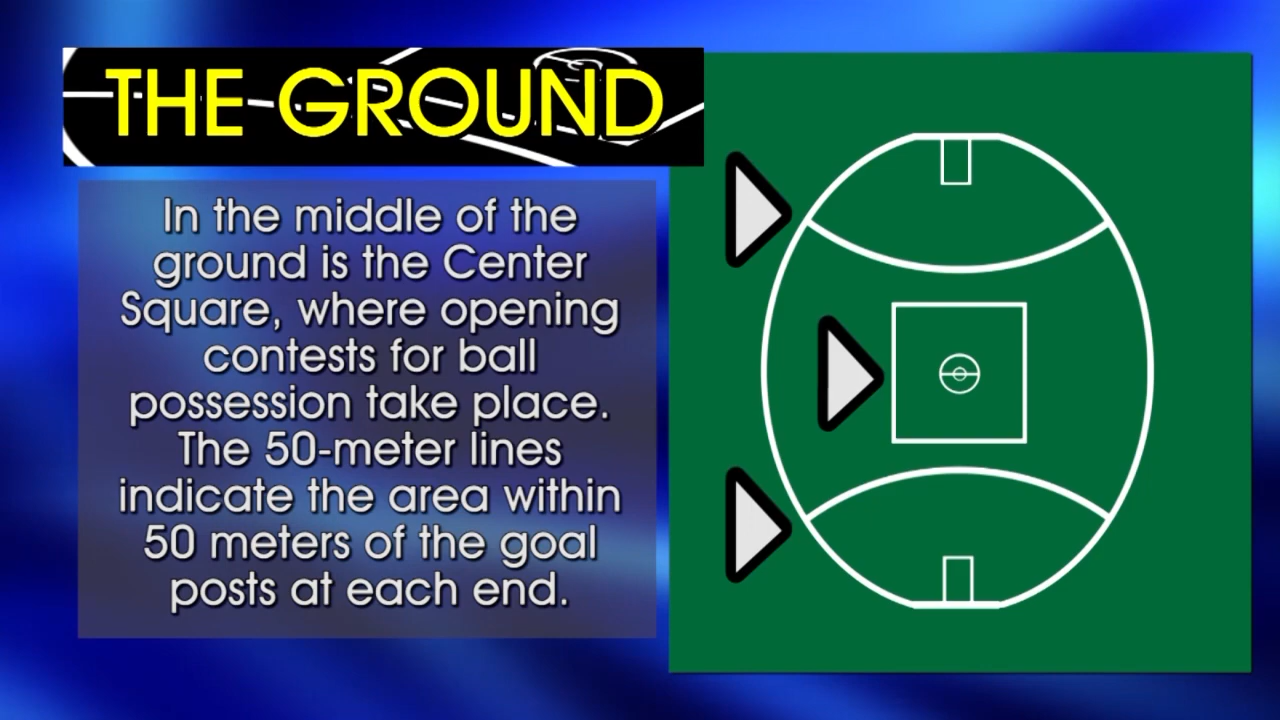 THE GROUND
In the middle of the
ground is the Center
Square, where opening
contests for ball
possession take place.
The 50-meter lines
indicate the area within
50 meters of the goal
posts at each end.